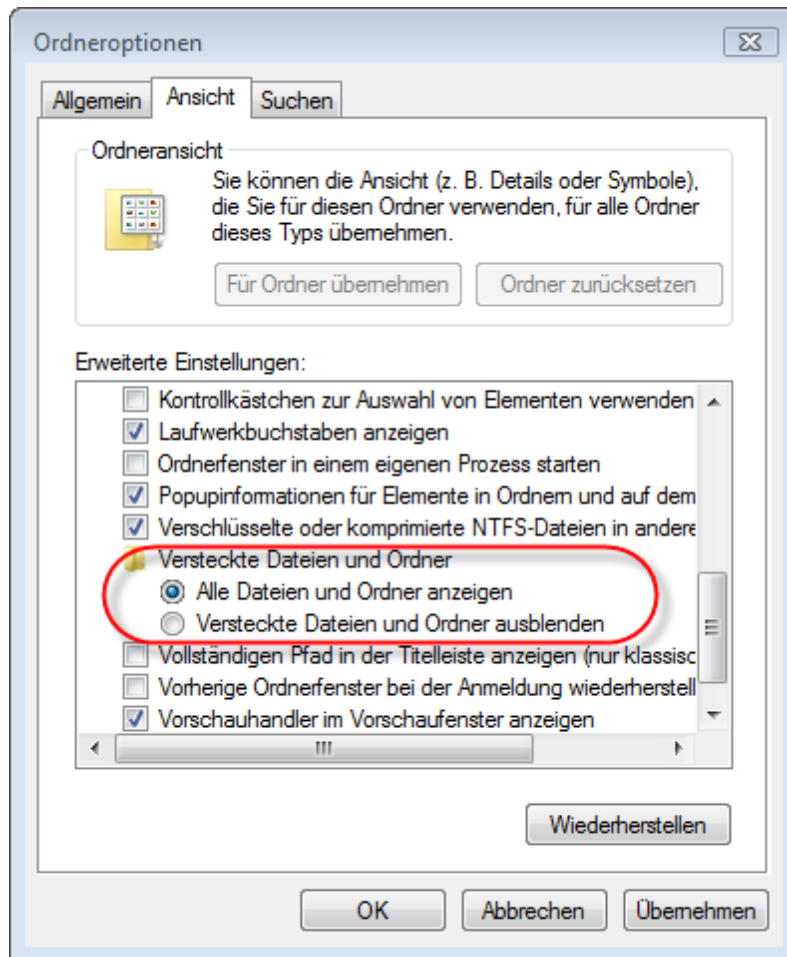 Ordneroptionen
Allgemein Ansicht Suchen
Ordneransicht
Sie können die Ansicht (z. B. Details oder Symbole),
die Sie für diesen Ordner verwenden, für alle Ordner
dieses Typs übernehmen.
Für Ordner übernehmen Ordner zurücksetzen
Erweiterte Einstellungen:
Kontrollkästchen zur Auswahl von Elementen verwenden
Laufwerkbuchstaben anzeigen
Ordnerfenster in einem eigenen Prozess starten
Popupinformationen für Elemente in Ordnern und auf dem
Verschlüsselte oder komprimierte NTFS-Dateien in andere
Versteckte Dateien und Ordner
Alle Dateien und Ordner anzeigen
Versteckte Dateien und Ordner ausblenden
Vollständigen Pfad in der Titelleiste anzeigen (nur klassisc
Vorherige Ordnerfenster bei der Anmeldung wiederherstell
Vorschauhandler im Vorschaufenster anzeigen
Wiederherstellen
OK Abbrechen Übernehmen